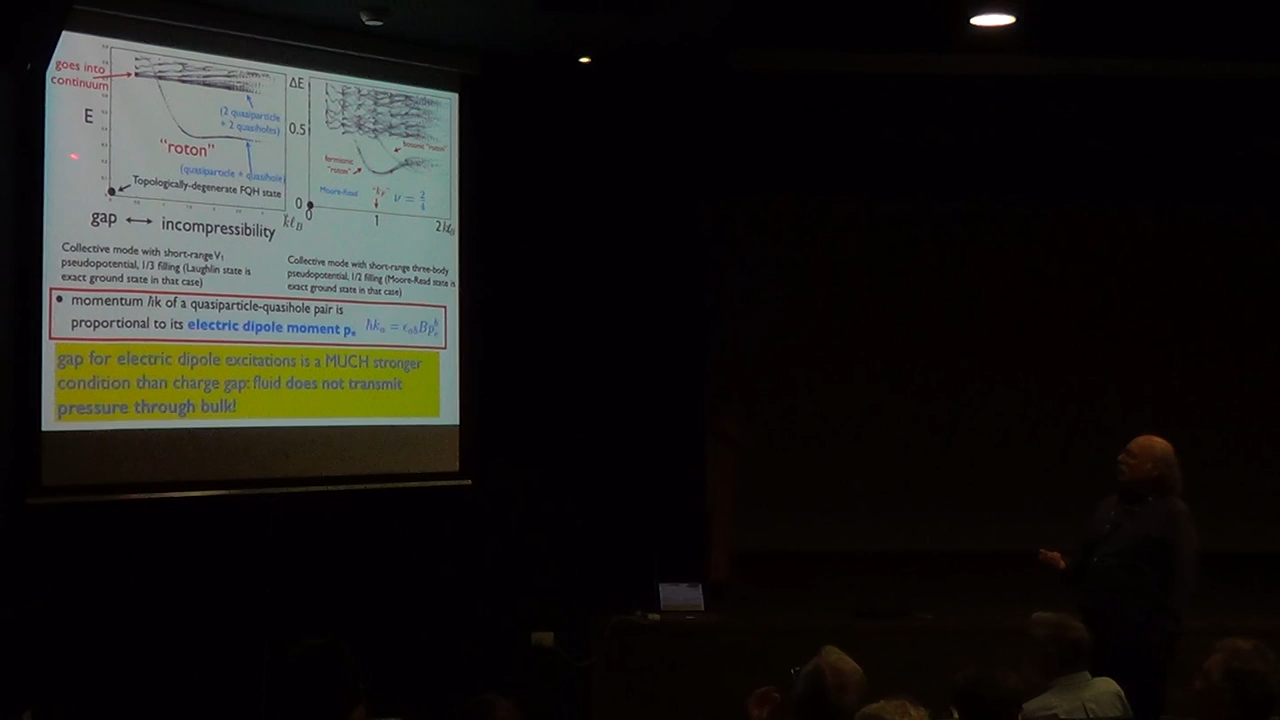 goes into
continuum
E
(2 quasiparticle
+ 2 quasiholes)
"roton"
(quasiparticle + quasihole)
Topologically-degenerate FQH state
gap ⟷ incompressibility
kℓB
ΔE
0.5
0
0
1
bosonic "roton"
fermionic
"roton"
Moore-Read
"kF"
ν = 2/4
Collective mode with short-range V1
pseudopotential, 1/3 filling (Laughlin state is
exact ground state in that case)
Collective mode with short-range three-body
pseudopotential, 1/2 filling (Moore-Read state is
exact ground state in that case)
• momentum ħk of a quasiparticle-quasihole pair is
proportional to its electric dipole moment pe ħka = ϵabBpeb
gap for electric dipole excitations is a MUCH stronger
condition than charge gap: fluid does not transmit
pressure through bulk!